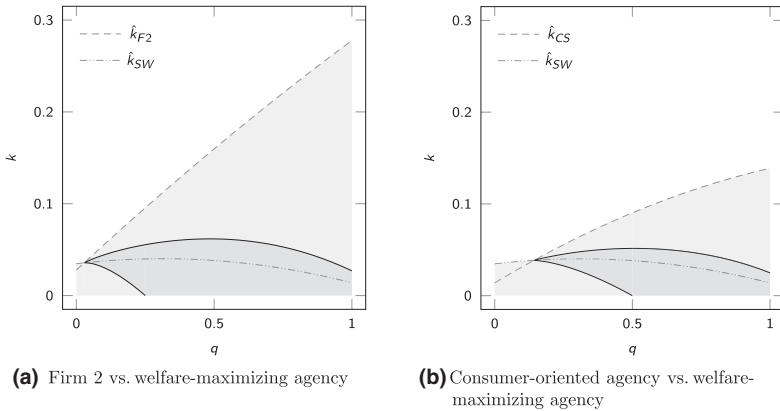 0.3
0.2
0.1
0
k
0
0.5
1
q
k̂F2
k̂SW
(a) Firm 2 vs. welfare-maximizing agency
0.3
0.2
0.1
0
k
0
0.5
1
q
k̂CS
k̂SW
(b) Consumer-oriented agency vs. welfare-
maximizing agency